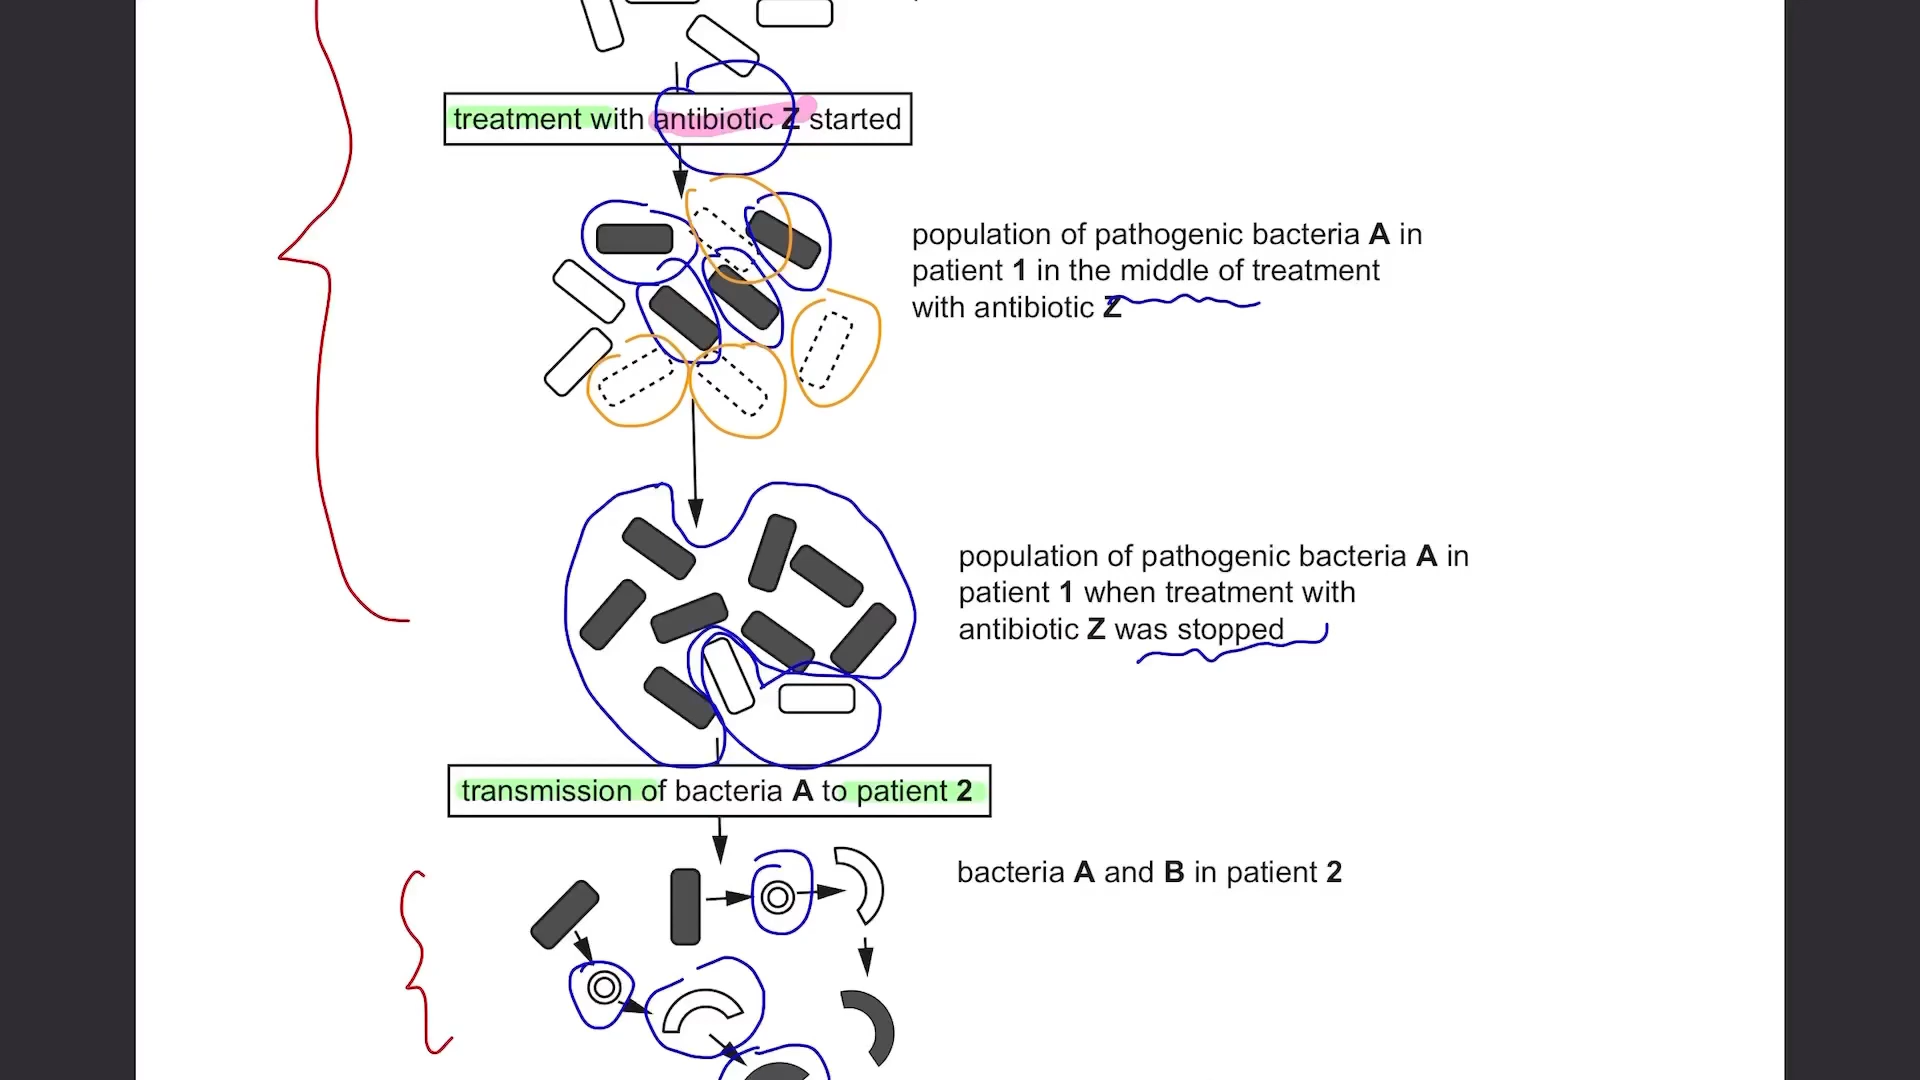 treatment with antibiotic Z started
population of pathogenic bacteria A in
patient 1 in the middle of treatment
with antibiotic Z
population of pathogenic bacteria A in
patient 1 when treatment with
antibiotic Z was stopped
transmission of bacteria A to patient 2
bacteria A and B in patient 2